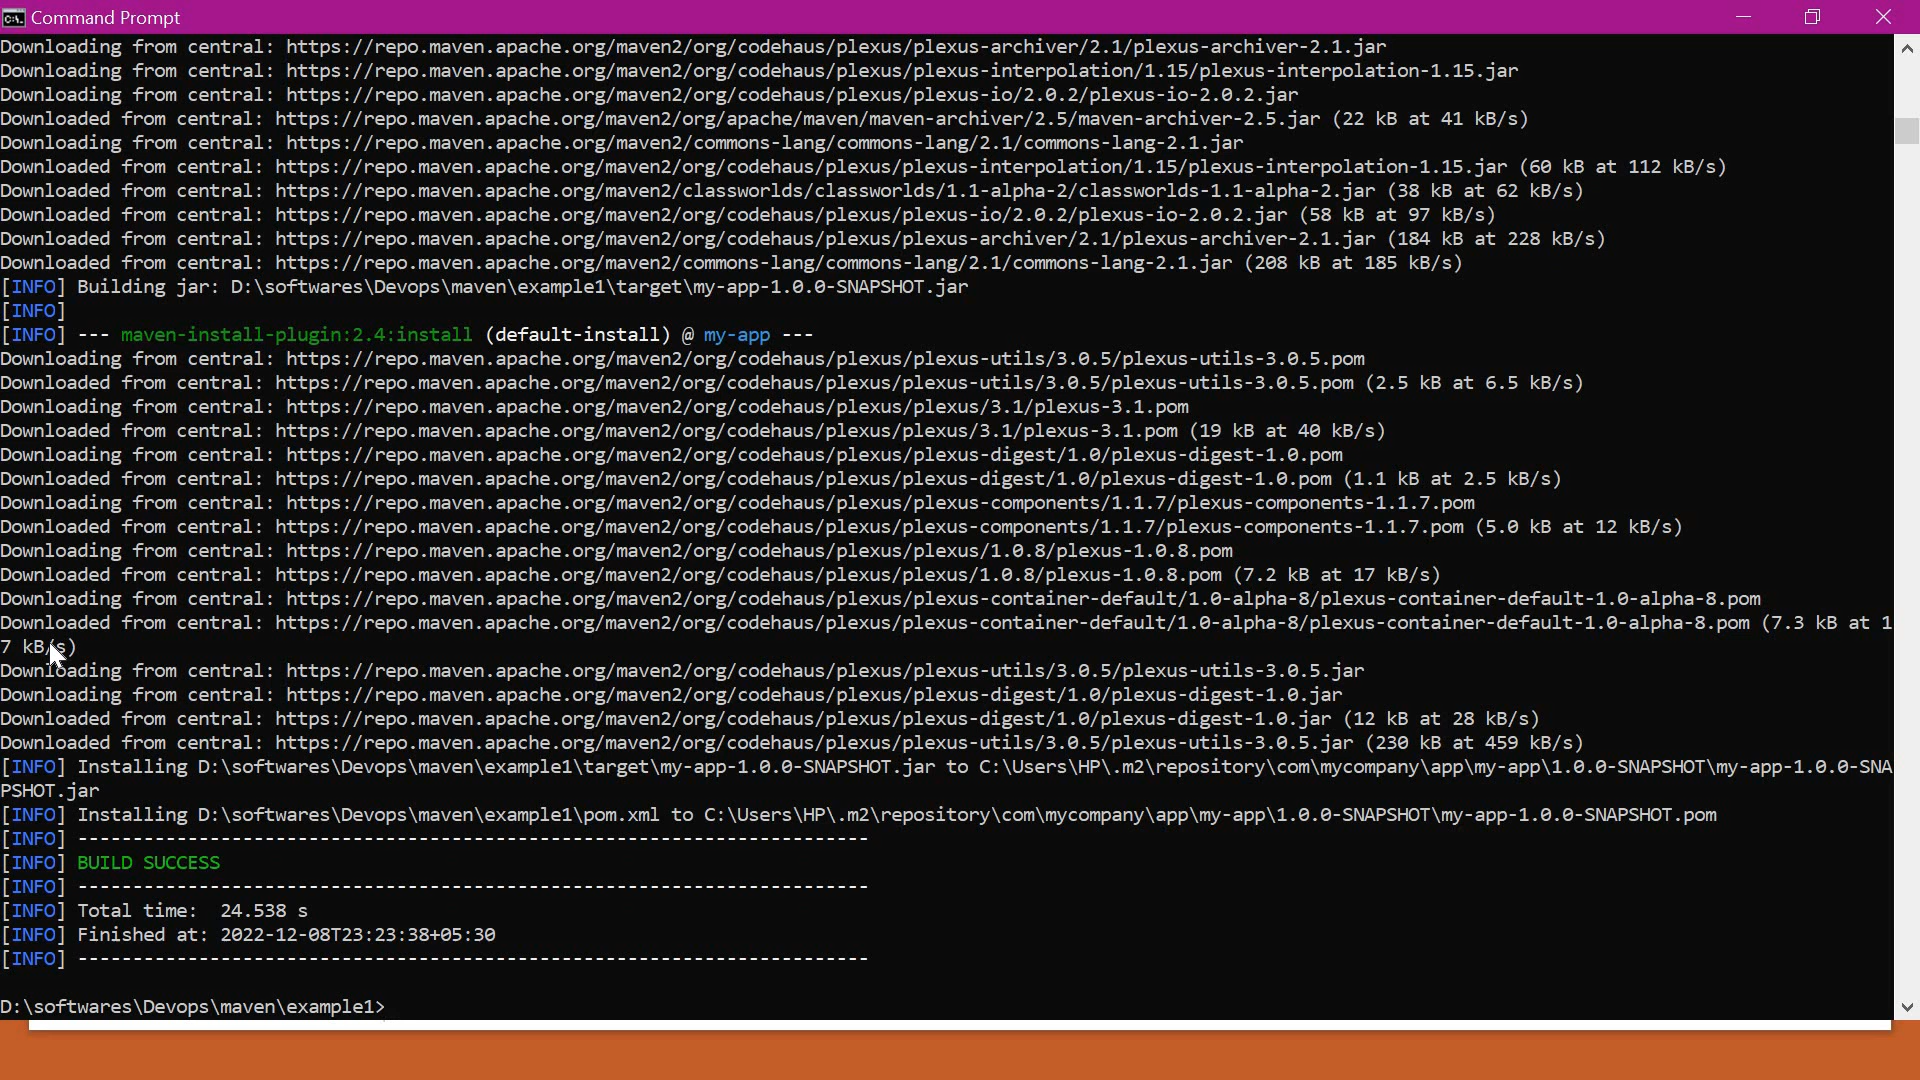 Command Prompt
Downloading from central: https://repo.maven.apache.org/maven2/org/codehaus/plexus/plexus-archiver/2.1/plexus-archiver-2.1.jar
Downloading from central: https://repo.maven.apache.org/maven2/org/codehaus/plexus/plexus-interpolation/1.15/plexus-interpolation-1.15.jar
Downloading from central: https://repo.maven.apache.org/maven2/org/codehaus/plexus/plexus-io/2.0.2/plexus-io-2.0.2.jar
Downloaded from central: https://repo.maven.apache.org/maven2/org/apache/maven/maven-archiver/2.5/maven-archiver-2.5.jar (22 kB at 41 kB/s)
Downloading from central: https://repo.maven.apache.org/maven2/commons-lang/commons-lang/2.1/commons-lang-2.1.jar
Downloaded from central: https://repo.maven.apache.org/maven2/org/codehaus/plexus/plexus-interpolation/1.15/plexus-interpolation-1.15.jar (60 kB at 112 kB/s)
Downloaded from central: https://repo.maven.apache.org/maven2/classworlds/classworlds/1.1-alpha-2/classworlds-1.1-alpha-2.jar (38 kB at 62 kB/s)
Downloaded from central: https://repo.maven.apache.org/maven2/org/codehaus/plexus/plexus-io/2.0.2/plexus-io-2.0.2.jar (58 kB at 97 kB/s)
Downloaded from central: https://repo.maven.apache.org/maven2/org/codehaus/plexus/plexus-archiver/2.1/plexus-archiver-2.1.jar (184 kB at 228 kB/s)
Downloaded from central: https://repo.maven.apache.org/maven2/commons-lang/commons-lang/2.1/commons-lang-2.1.jar (208 kB at 185 kB/s)
[INFO] Building jar: D:\softwares\Devops\maven\example1\target\my-app-1.0.0-SNAPSHOT.jar
[INFO]
[INFO] --- maven-install-plugin:2.4:install (default-install) @ my-app ---
Downloading from central: https://repo.maven.apache.org/maven2/org/codehaus/plexus/plexus-utils/3.0.5/plexus-utils-3.0.5.pom
Downloaded from central: https://repo.maven.apache.org/maven2/org/codehaus/plexus/plexus-utils/3.0.5/plexus-utils-3.0.5.pom (2.5 kB at 6.5 kB/s)
Downloading from central: https://repo.maven.apache.org/maven2/org/codehaus/plexus/plexus/3.1/plexus-3.1.pom
Downloaded from central: https://repo.maven.apache.org/maven2/org/codehaus/plexus/plexus/3.1/plexus-3.1.pom (19 kB at 40 kB/s)
Downloading from central: https://repo.maven.apache.org/maven2/org/codehaus/plexus/plexus-digest/1.0/plexus-digest-1.0.pom
Downloaded from central: https://repo.maven.apache.org/maven2/org/codehaus/plexus/plexus-digest/1.0/plexus-digest-1.0.pom (1.1 kB at 2.5 kB/s)
Downloading from central: https://repo.maven.apache.org/maven2/org/codehaus/plexus/plexus-components/1.1.7/plexus-components-1.1.7.pom
Downloaded from central: https://repo.maven.apache.org/maven2/org/codehaus/plexus/plexus-components/1.1.7/plexus-components-1.1.7.pom (5.0 kB at 12 kB/s)
Downloading from central: https://repo.maven.apache.org/maven2/org/codehaus/plexus/plexus/1.0.8/plexus-1.0.8.pom
Downloaded from central: https://repo.maven.apache.org/maven2/org/codehaus/plexus/plexus/1.0.8/plexus-1.0.8.pom (7.2 kB at 17 kB/s)
Downloading from central: https://repo.maven.apache.org/maven2/org/codehaus/plexus/plexus-container-default/1.0-alpha-8/plexus-container-default-1.0-alpha-8.pom
Downloaded from central: https://repo.maven.apache.org/maven2/org/codehaus/plexus/plexus-container-default/1.0-alpha-8/plexus-container-default-1.0-alpha-8.pom (7.3 kB at 1
7 kB/s)
Downloading from central: https://repo.maven.apache.org/maven2/org/codehaus/plexus/plexus-utils/3.0.5/plexus-utils-3.0.5.jar
Downloading from central: https://repo.maven.apache.org/maven2/org/codehaus/plexus/plexus-digest/1.0/plexus-digest-1.0.jar
Downloaded from central: https://repo.maven.apache.org/maven2/org/codehaus/plexus/plexus-digest/1.0/plexus-digest-1.0.jar (12 kB at 28 kB/s)
Downloaded from central: https://repo.maven.apache.org/maven2/org/codehaus/plexus/plexus-utils/3.0.5/plexus-utils-3.0.5.jar (230 kB at 459 kB/s)
[INFO] Installing D:\softwares\Devops\maven\example1\target\my-app-1.0.0-SNAPSHOT.jar to C:\Users\HP\.m2\repository\com\mycompany\app\my-app\1.0.0-SNAPSHOT\my-app-1.0.0-SNA
PSHOT.jar
[INFO] Installing D:\softwares\Devops\maven\example1\pom.xml to C:\Users\HP\.m2\repository\com\mycompany\app\my-app\1.0.0-SNAPSHOT\my-app-1.0.0-SNAPSHOT.pom
[INFO] ------------------------------------------------------------------------
[INFO] BUILD SUCCESS
[INFO] ------------------------------------------------------------------------
[INFO] Total time:  24.538 s
[INFO] Finished at: 2022-12-08T23:23:38+05:30
[INFO] ------------------------------------------------------------------------
D:\softwares\Devops\maven\example1>